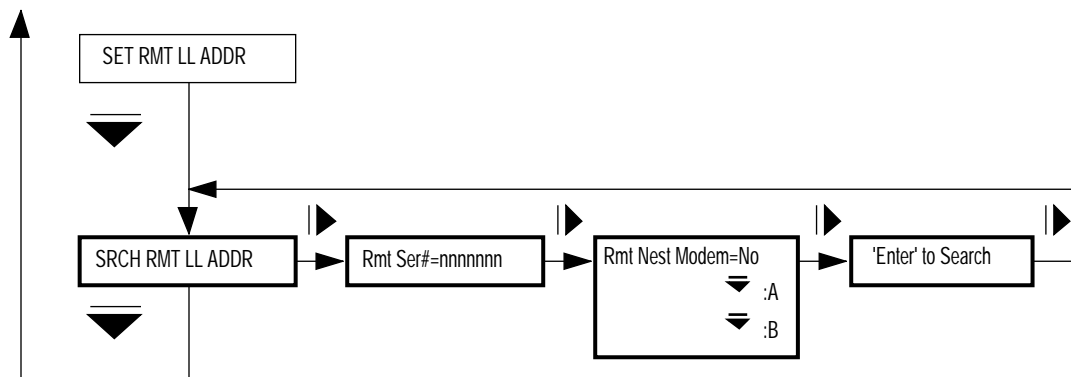 SET RMT LL ADDR
SRCH RMT LL ADDR
Rmt Ser#=nnnnnnn
Rmt Nest Modem=No
:A
:B
'Enter' to Search